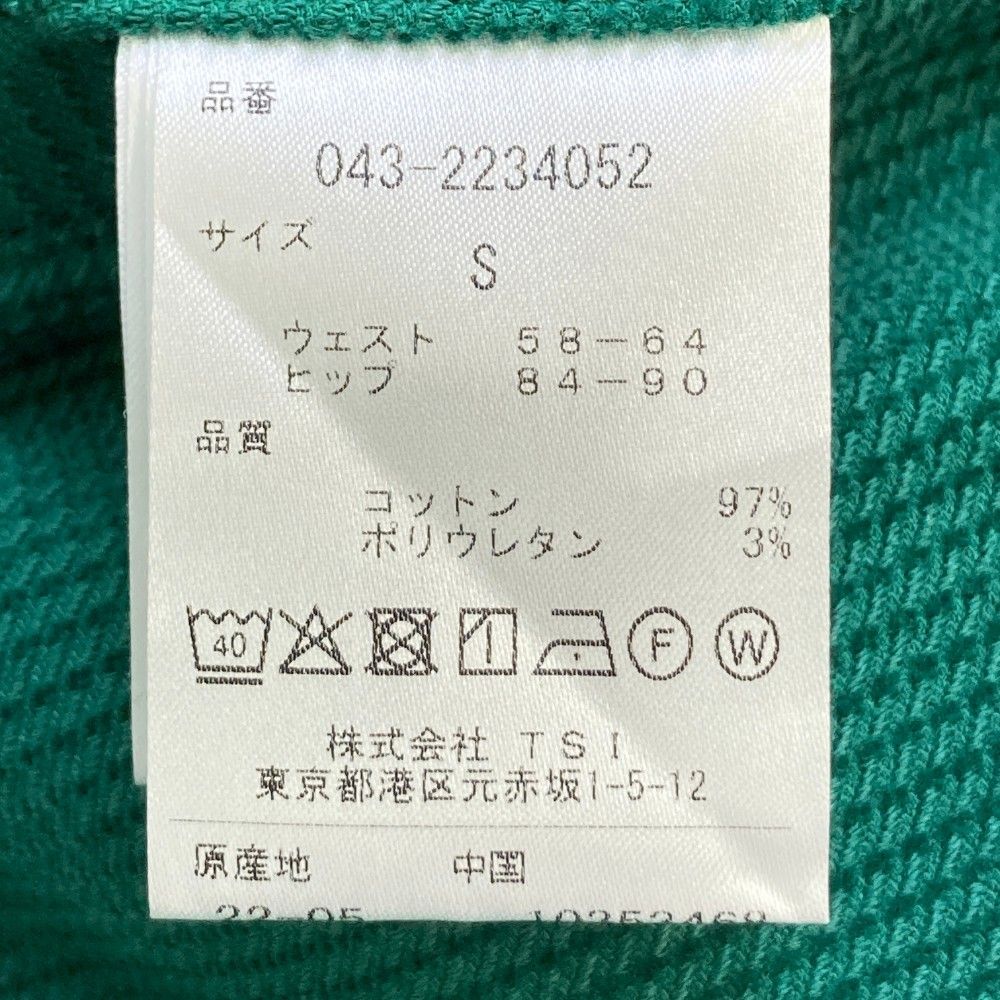 品番
043-2234052
サイズ
S
ウェスト 58-64
ヒップ 84-90
品質
コットン 97%
ポリウレタン 3%
40 1 F W
株式会社 TSI
東京都港区元赤坂1-5-12
原産地 中国